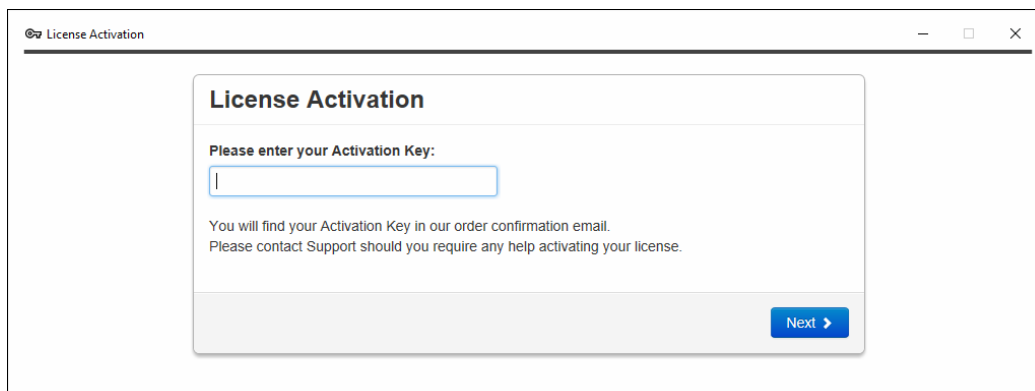 License Activation
License Activation
Please enter your Activation Key:
You will find your Activation Key in our order confirmation email.
Please contact Support should you require any help activating your license.
Next